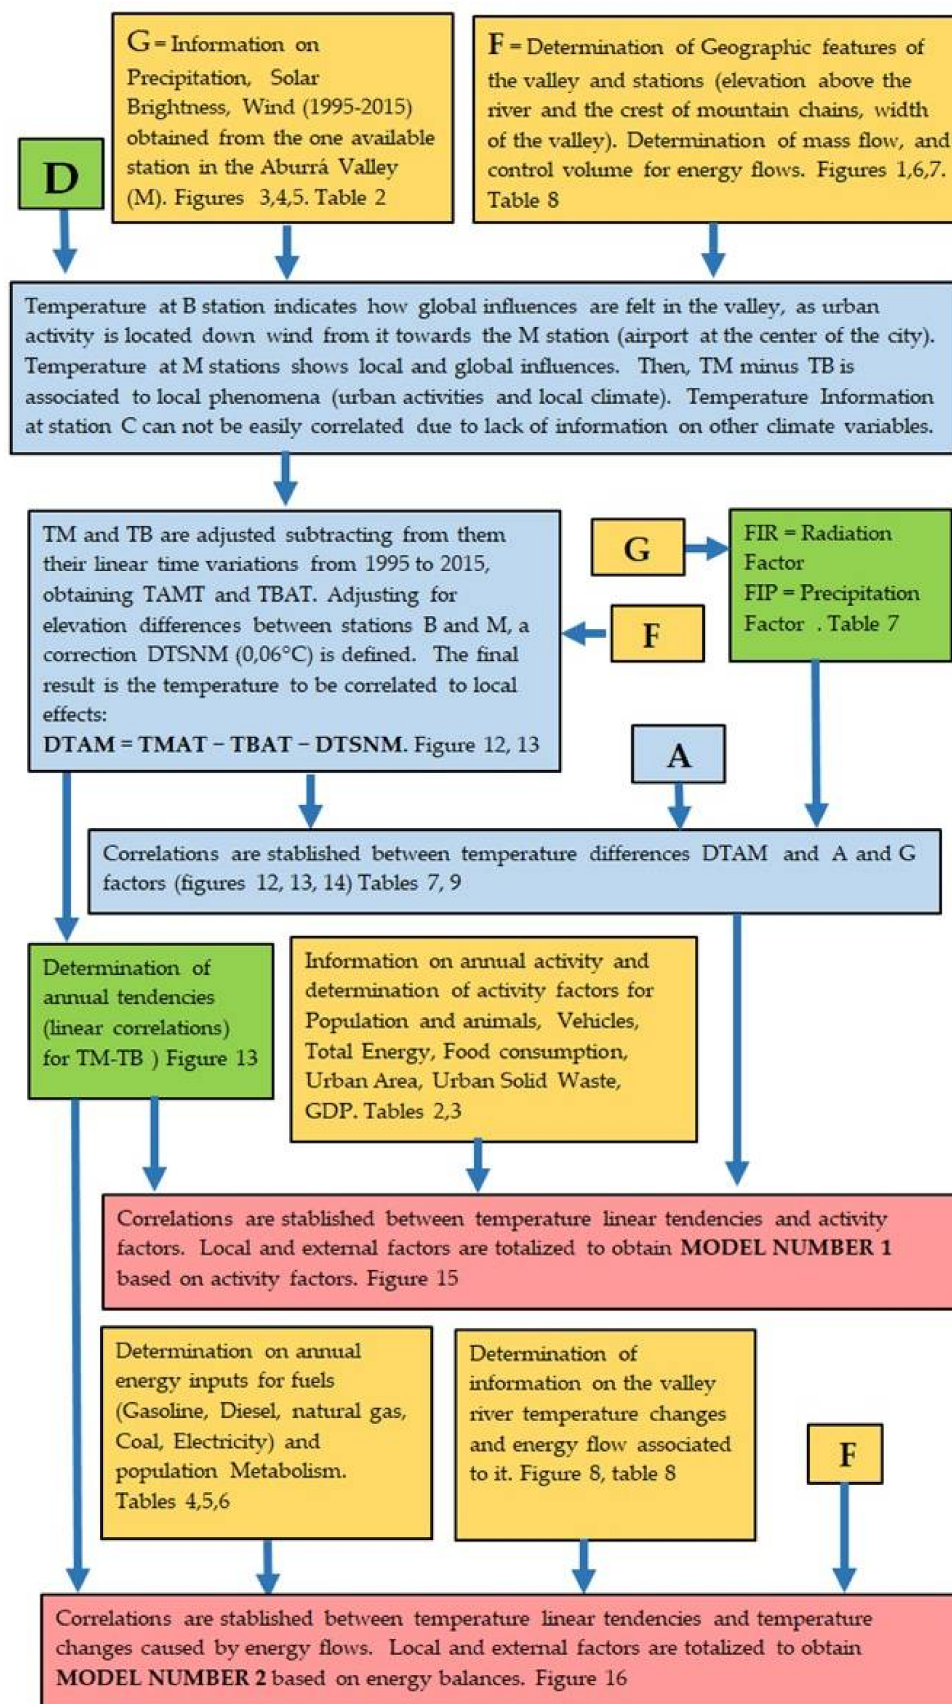 G = Information on
Precipitation, Solar
Brightness, Wind (1995-2015)
obtained from the one available
station in the Aburrá Valley
(M). Figures 3,4,5. Table 2
F = Determination of Geographic features of
the valley and stations (elevation above the
river and the crest of mountain chains, width
of the valley). Determination of mass flow, and
control volume for energy flows. Figures 1,6,7.
Table 8
D
Temperature at B station indicates how global influences are felt in the valley, as urban
activity is located down wind from it towards the M station (airport at the center of the city).
Temperature at M stations shows local and global influences. Then, TM minus TB is
associated to local phenomena (urban activities and local climate). Temperature Information
at station C can not be easily correlated due to lack of information on other climate variables.
TM and TB are adjusted subtracting from them
their linear time variations from 1995 to 2015,
obtaining TAMT and TBAT. Adjusting for
elevation differences between stations B and M, a
correction DTSNM (0,06°C) is defined. The final
result is the temperature to be correlated to local
effects:
DTAM = TMAT − TBAT − DTSNM. Figure 12, 13
G
FIR = Radiation
Factor
FIP = Precipitation
Factor . Table 7
F
A
Correlations are stablished between temperature differences DTAM and A and G
factors (figures 12, 13, 14) Tables 7, 9
Determination of
annual tendencies
(linear correlations)
for TM-TB ) Figure 13
Information on annual activity and
determination of activity factors for
Population and animals, Vehicles,
Total Energy, Food consumption,
Urban Area, Urban Solid Waste,
GDP. Tables 2,3
Correlations are stablished between temperature linear tendencies and activity
factors. Local and external factors are totalized to obtain MODEL NUMBER 1
based on activity factors. Figure 15
Determination on annual
energy inputs for fuels
(Gasoline, Diesel, natural gas,
Coal, Electricity) and
population Metabolism.
Tables 4,5,6
Determination of
information on the valley
river temperature changes
and energy flow associated
to it. Figure 8, table 8
F
Correlations are stablished between temperature linear tendencies and temperature
changes caused by energy flows. Local and external factors are totalized to obtain
MODEL NUMBER 2 based on energy balances. Figure 16